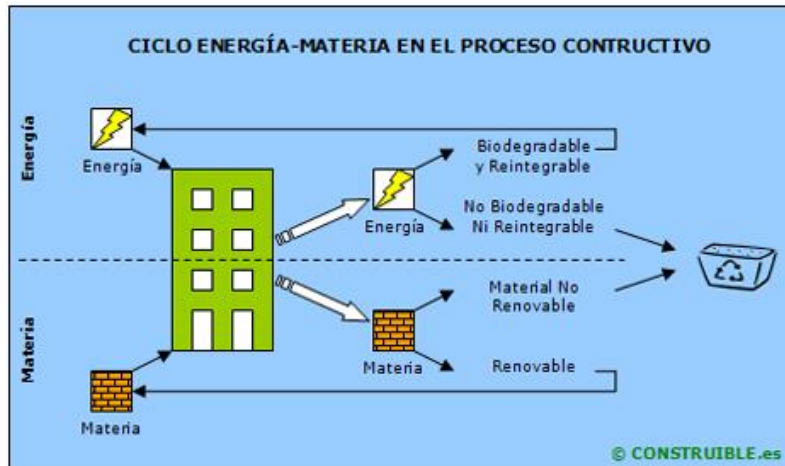 CICLO ENERGÍA-MATERIA EN EL PROCESO CONTRUCTIVO
Energía
Energía
Biodegradable
y Reintegrable
Energía
No Biodegradable
Ni Reintegrable
Materia
Material No
Renovable
Materia
Renovable
Materia
© CONSTRUIBLE.es